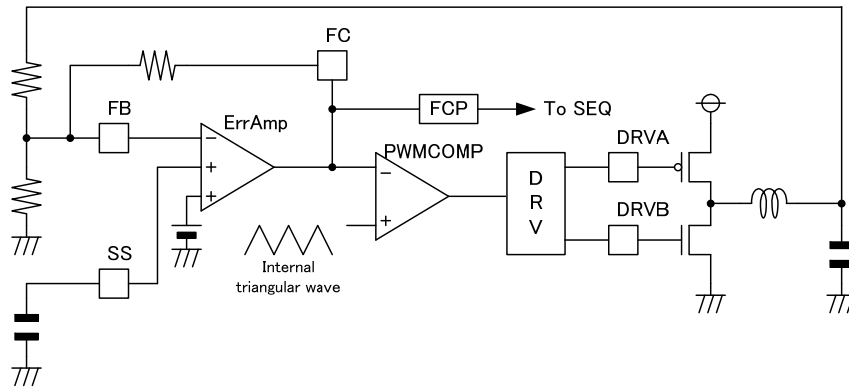 FC
FCP
To SEQ
FB
ErrAmp
−
+
+
PWMCOMP
−
+
D
R
V
DRVA
DRVB
Internal
triangular wave
SS